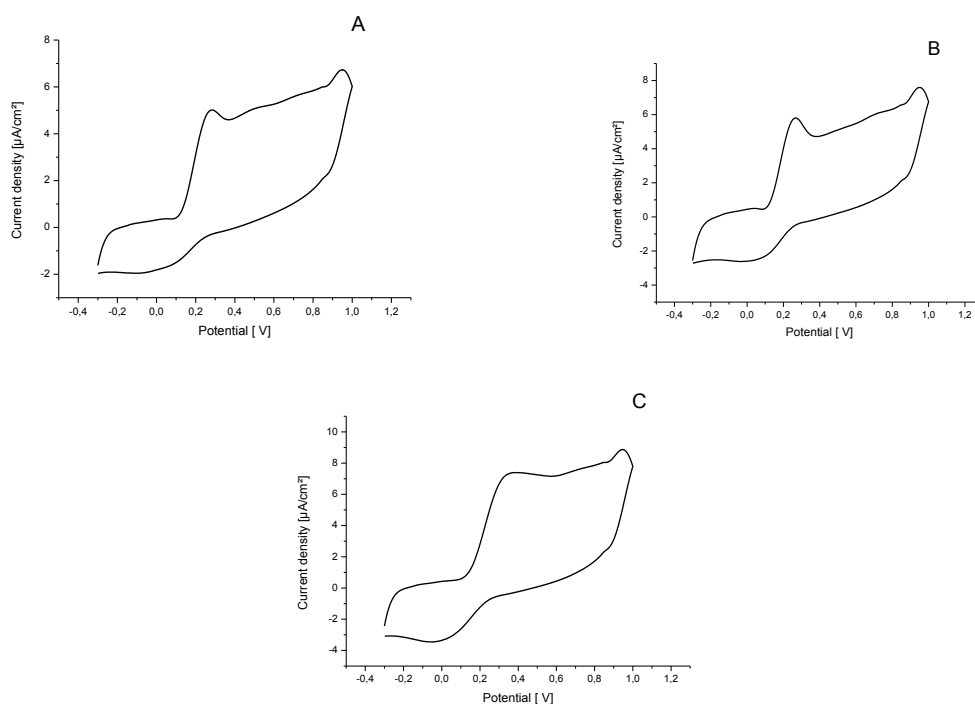 A
8
6
4
2
0
-2
Current density [µA/cm²]
-0,4 -0,2 0,0 0,2 0,4 0,6 0,8 1,0 1,2
Potential [ V]
B
8
6
4
2
0
-2
-4
Current density [µA/cm²]
-0,4 -0,2 0,0 0,2 0,4 0,6 0,8 1,0 1,2
Potential [ V]
C
10
8
6
4
2
0
-2
-4
Current density [µA/cm²]
-0,4 -0,2 0,0 0,2 0,4 0,6 0,8 1,0 1,2
Potential [ V]